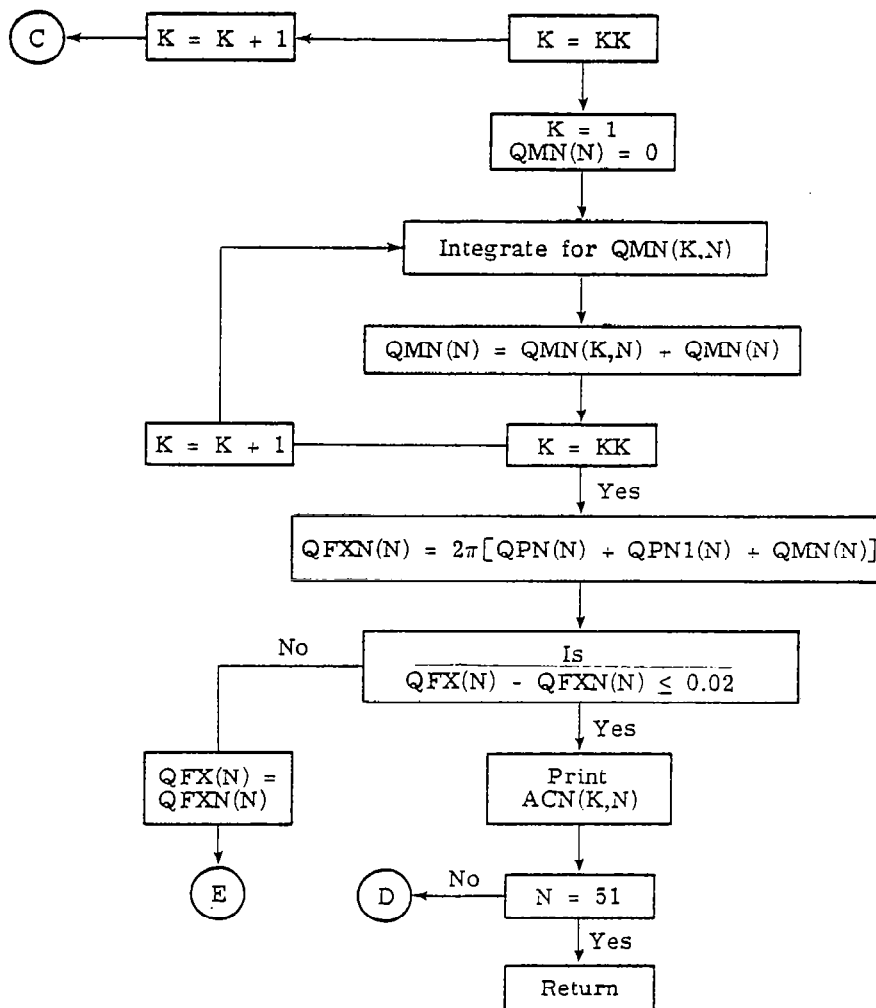 C
K = K + 1
K = KK
K = 1
QMN(N) = 0
Integrate for QMN(K,N)
QMN(N) = QMN(K,N) + QMN(N)
K = K + 1
K = KK
Yes
QFXN(N) = 2π[QPN(N) + QPN1(N) + QMN(N)]
No
Is
QFX(N) - QFXN(N) ≤ 0.02
Yes
QFX(N) =
QFXN(N)
Print
ACN(K,N)
E
D
No
N = 51
Yes
Return